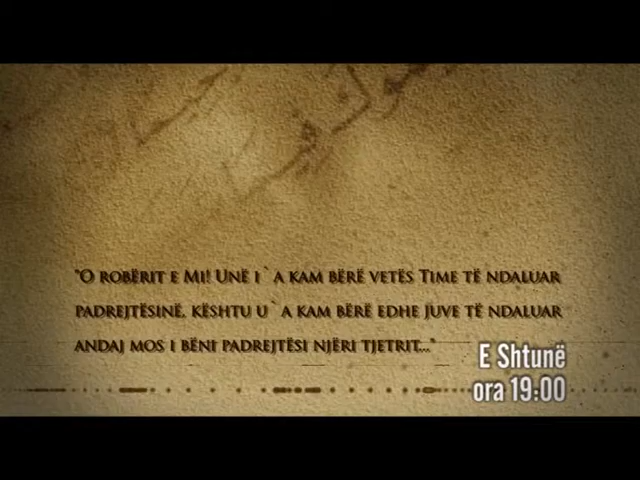 "O ROBËRIT E MI! UNË I`A KAM BËRË VETËS TIME TË NDALUAR
PADREJTËSINË, KËSHTU U`A KAM BËRË EDHE JUVE TË NDALUAR
ANDAJ MOS I BËNI PADREJTËSI NJËRI TJETRIT..."
E Shtunë
ora 19:00